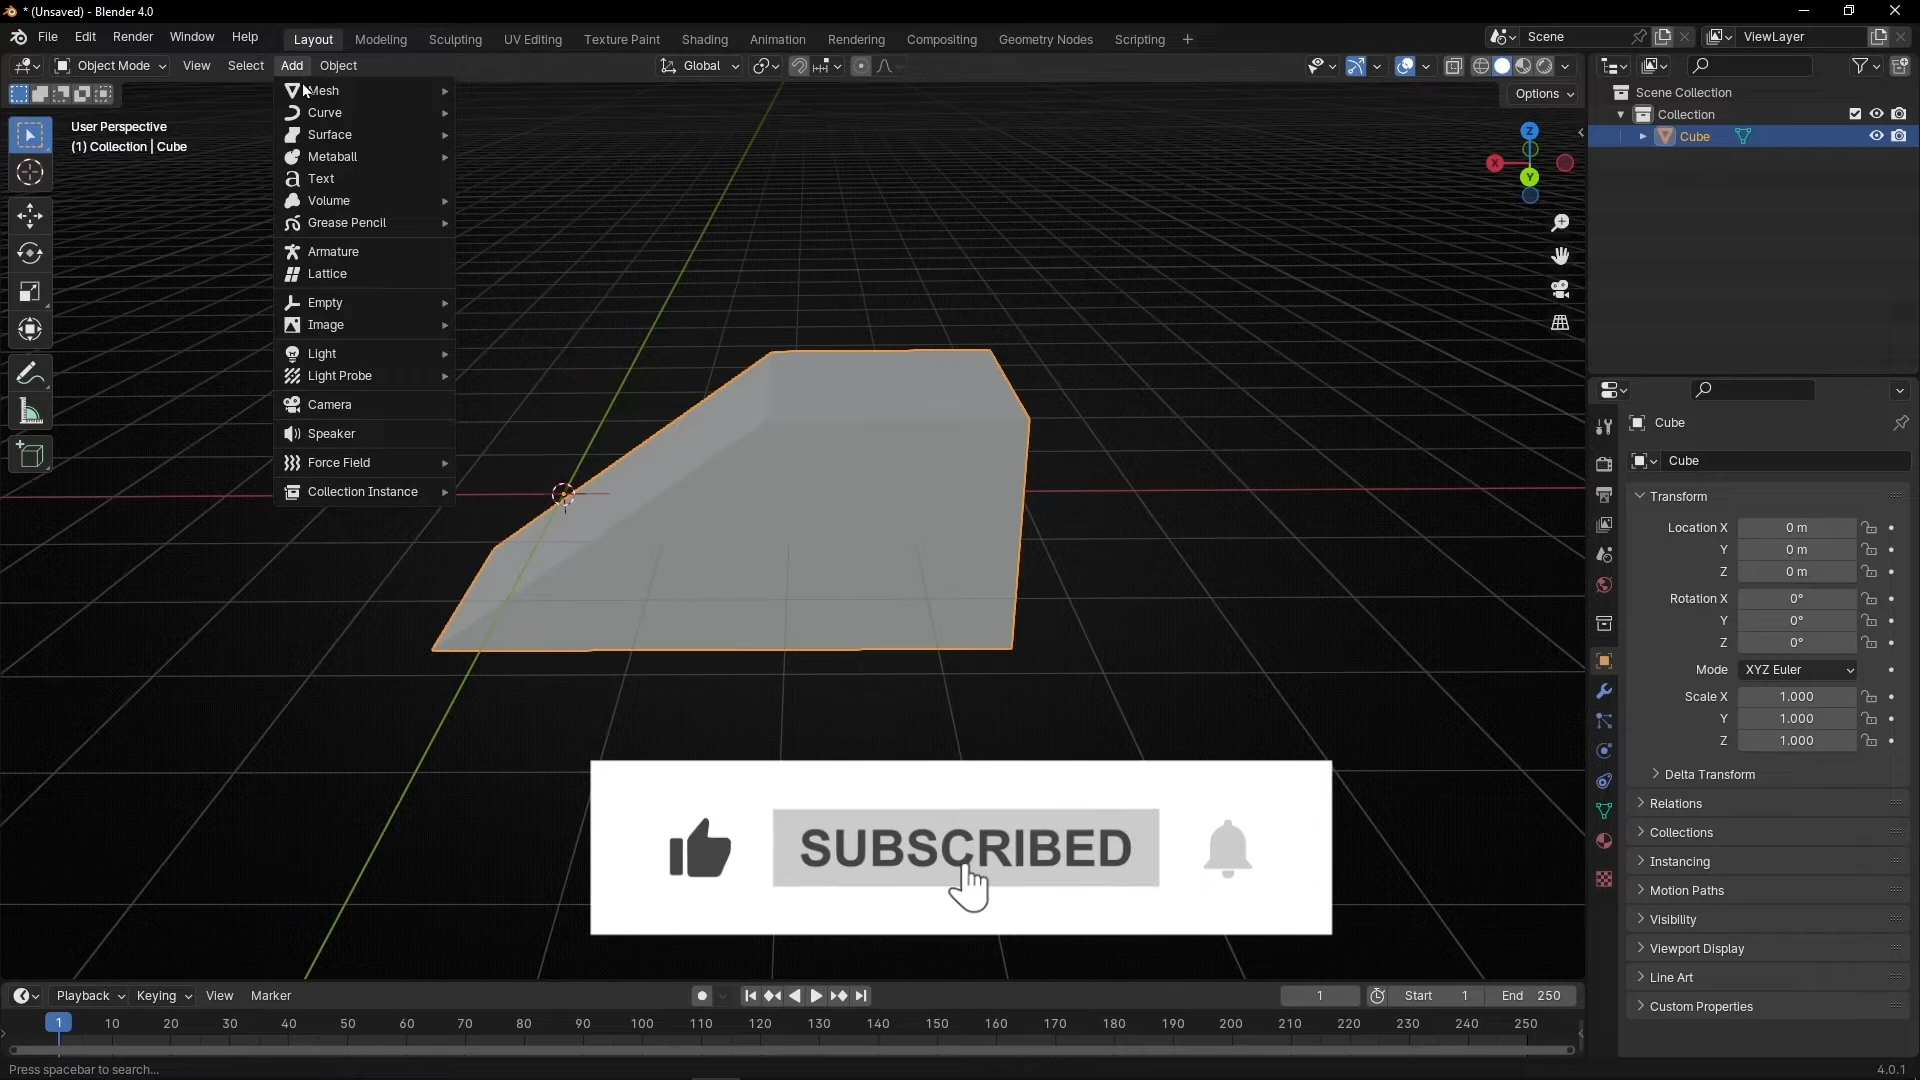 * (Unsaved) - Blender 4.0
File Edit Render Window Help Layout Modeling Sculpting UV Editing Texture Paint Shading Animation Rendering Compositing Geometry Nodes Scripting + Scene ViewLayer
Object Mode View Select Add Object Global
Options
Mesh
Curve
Surface
Metaball
Text
Volume
Grease Pencil
Armature
Lattice
Empty
Image
Light
Light Probe
Camera
Speaker
Force Field
Collection Instance
User Perspective
(1) Collection | Cube
Z
X
Y
Scene Collection
Collection
Cube
Cube
Cube
Transform
Location X 0 m
Y 0 m
Z 0 m
Rotation X 0°
Y 0°
Z 0°
Mode XYZ Euler
Scale X 1.000
Y 1.000
Z 1.000
Delta Transform
Relations
Collections
Instancing
Motion Paths
Visibility
Viewport Display
Line Art
Custom Properties
SUBSCRIBED
Playback Keying View Marker 1 Start 1 End 250
1 10 20 30 40 50 60 70 80 90 100 110 120 130 140 150 160 170 180 190 200 210 220 230 240 250
Press spacebar to search... 4.0.1